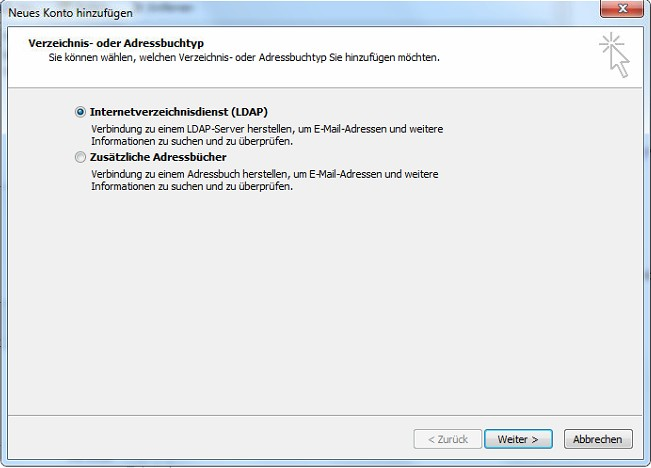 Neues Konto hinzufügen
Verzeichnis- oder Adressbuchtyp
Sie können wählen, welchen Verzeichnis- oder Adressbuchtyp Sie hinzufügen möchten.
Internetverzeichnisdienst (LDAP)
Verbindung zu einem LDAP-Server herstellen, um E-Mail-Adressen und weitere
Informationen zu suchen und zu überprüfen.
Zusätzliche Adressbücher
Verbindung zu einem Adressbuch herstellen, um E-Mail-Adressen und weitere
Informationen zu suchen und zu überprüfen.
< Zurück Weiter > Abbrechen